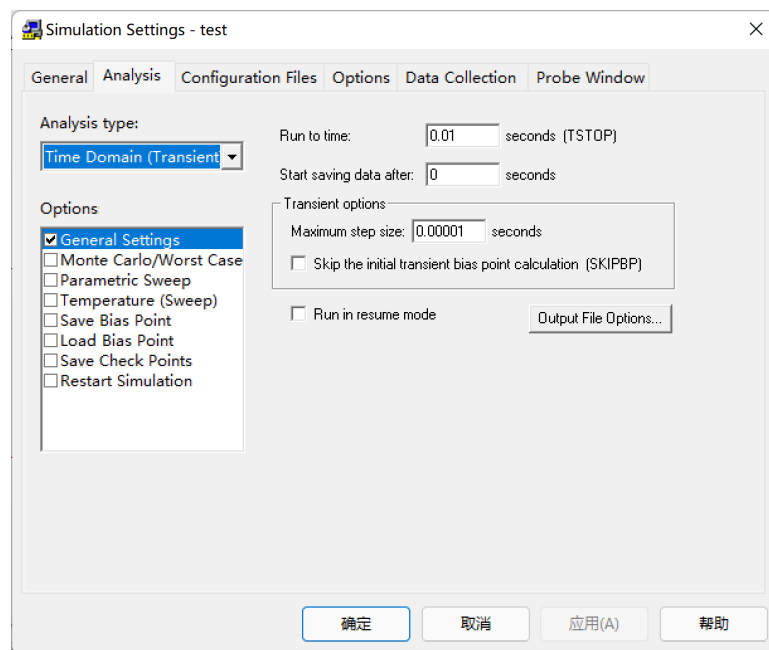 Simulation Settings - test
General Analysis Configuration Files Options Data Collection Probe Window
Analysis type:
Time Domain (Transient
Options
General Settings
Monte Carlo/Worst Case
Parametric Sweep
Temperature (Sweep)
Save Bias Point
Load Bias Point
Save Check Points
Restart Simulation
Run to time: 0.01 seconds (TSTOP)
Start saving data after: 0 seconds
Transient options
Maximum step size: 0.00001 seconds
Skip the initial transient bias point calculation (SKIPBP)
Run in resume mode
Output File Options...
确定 取消 应用(A) 帮助